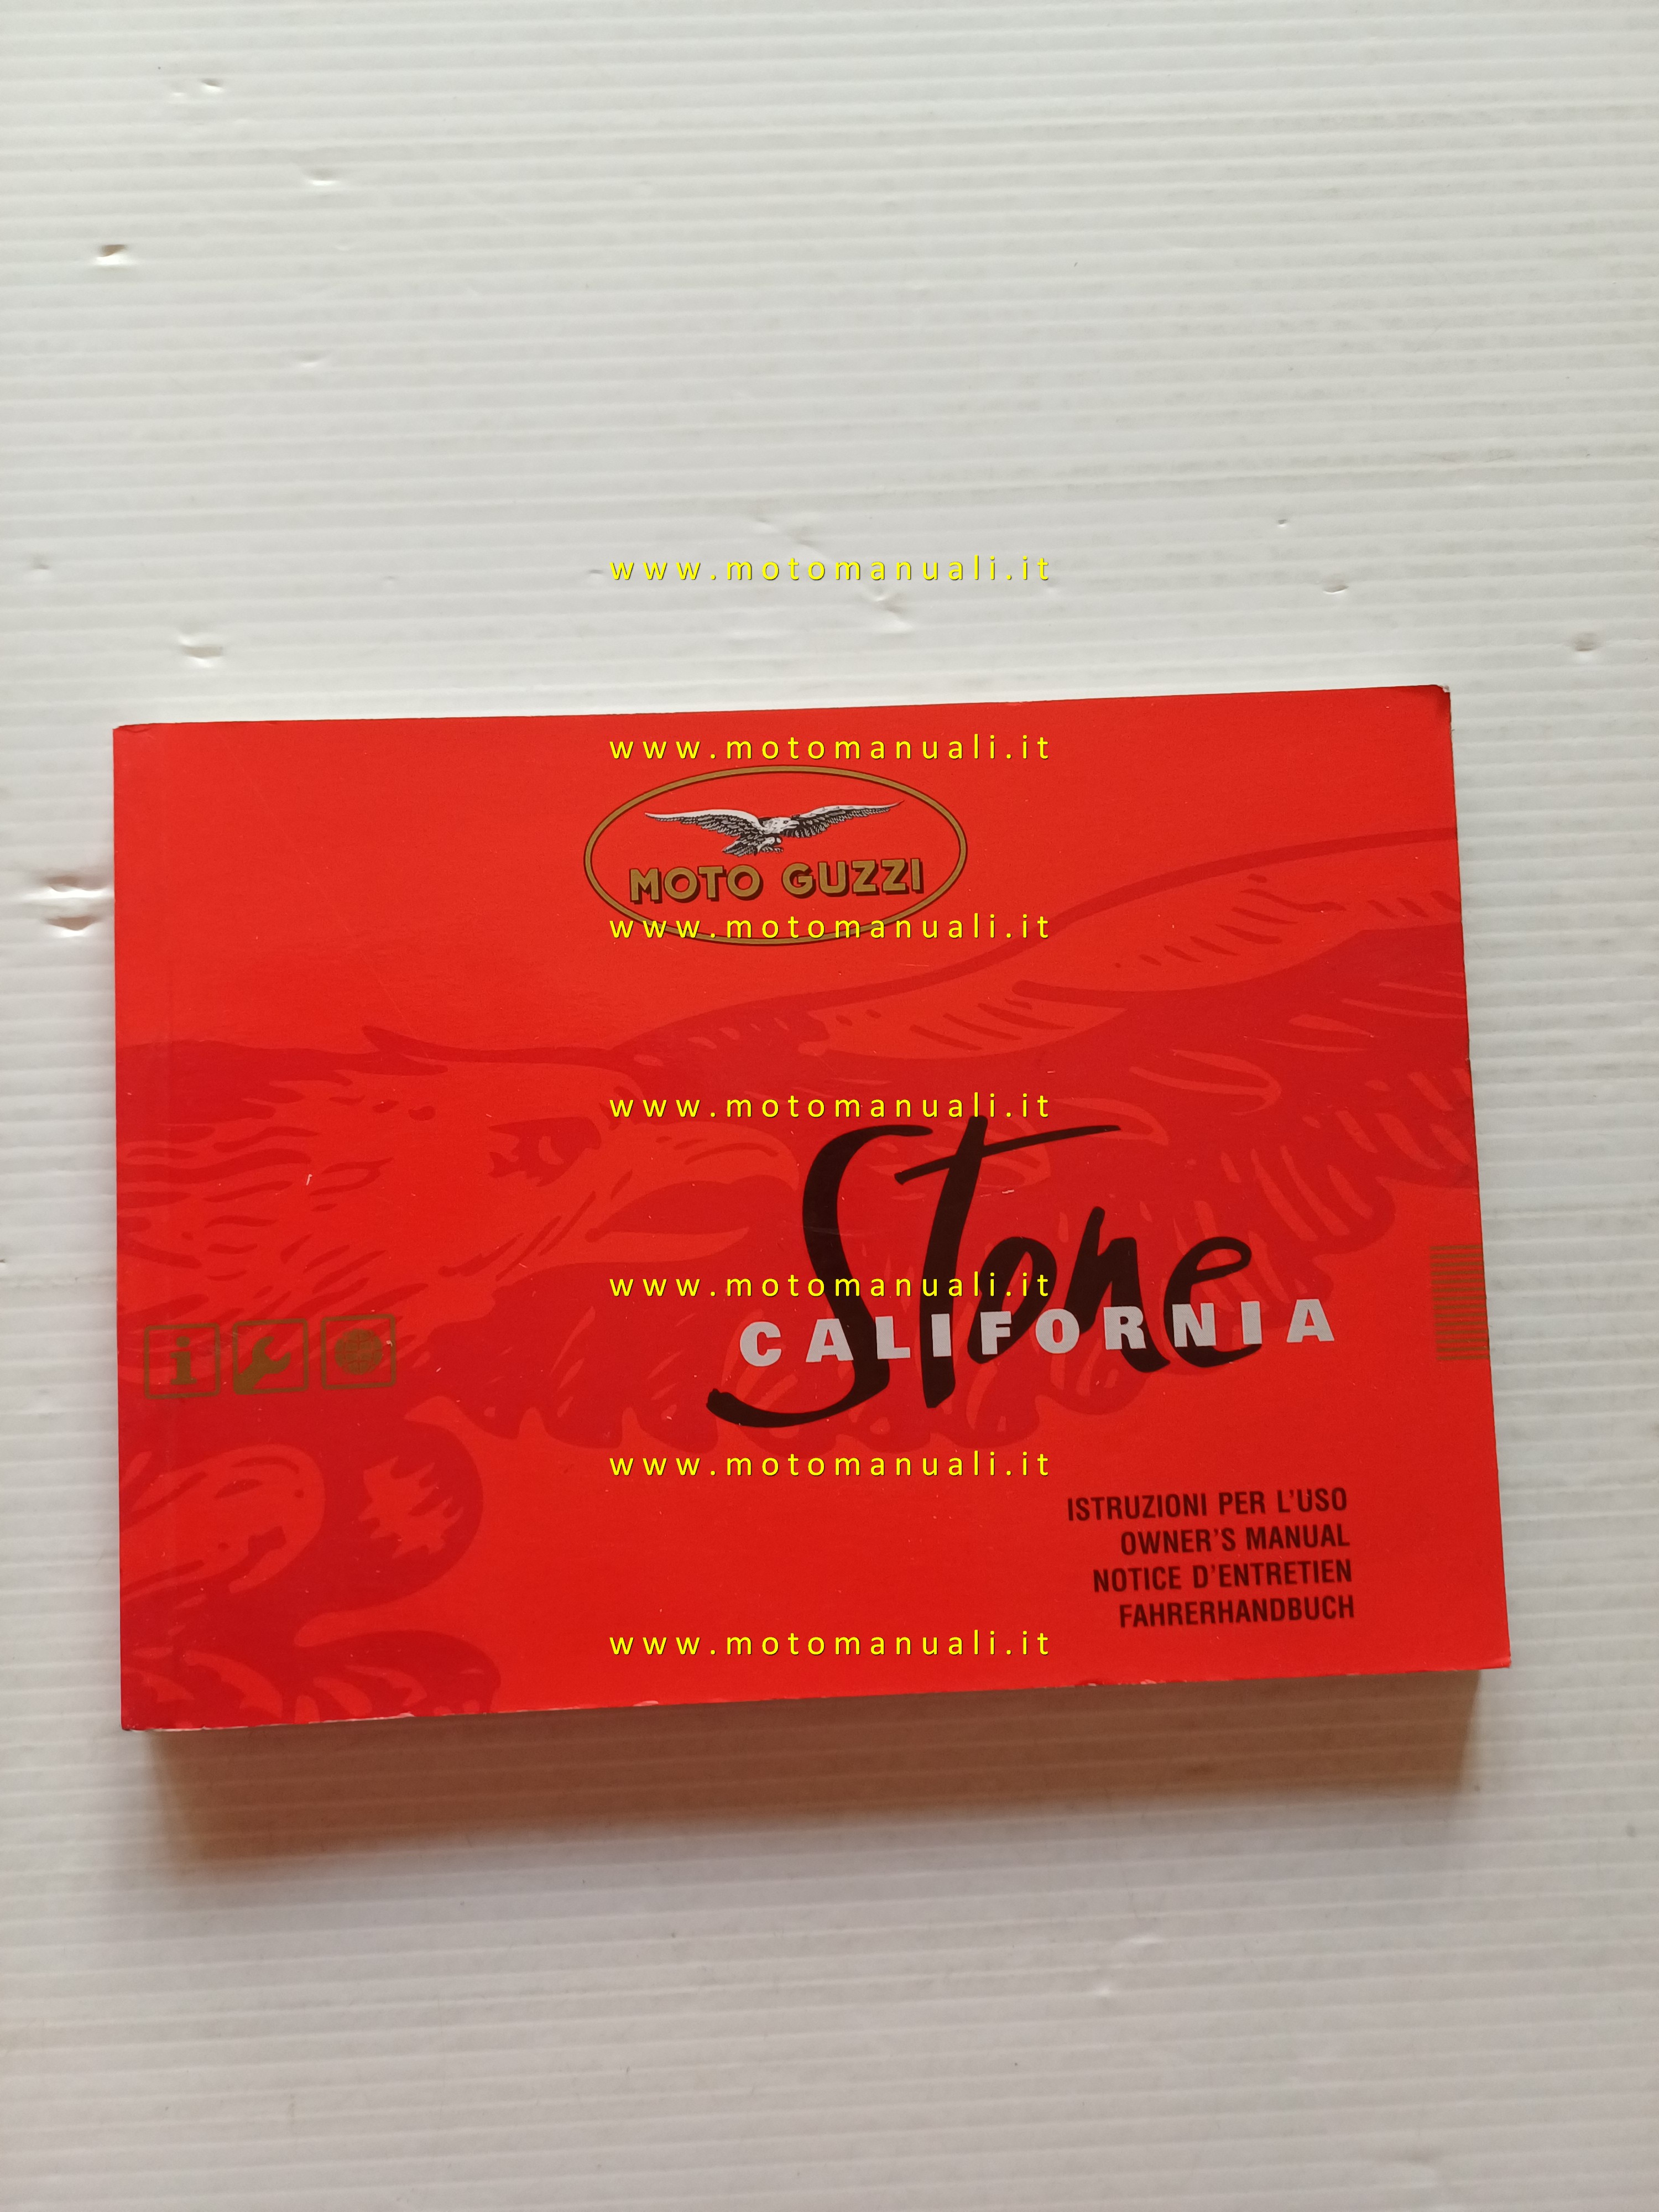 www.motomanuali.it
www.motomanuali.it
MOTO GUZZI
www.motomanuali.it
www.motomanuali.it
Stone
www.motomanuali.it
CALIFORNIA
www.motomanuali.it
ISTRUZIONI PER L'USO
OWNER'S MANUAL
NOTICE D'ENTRETIEN
FAHRERHANDBUCH
www.motomanuali.it